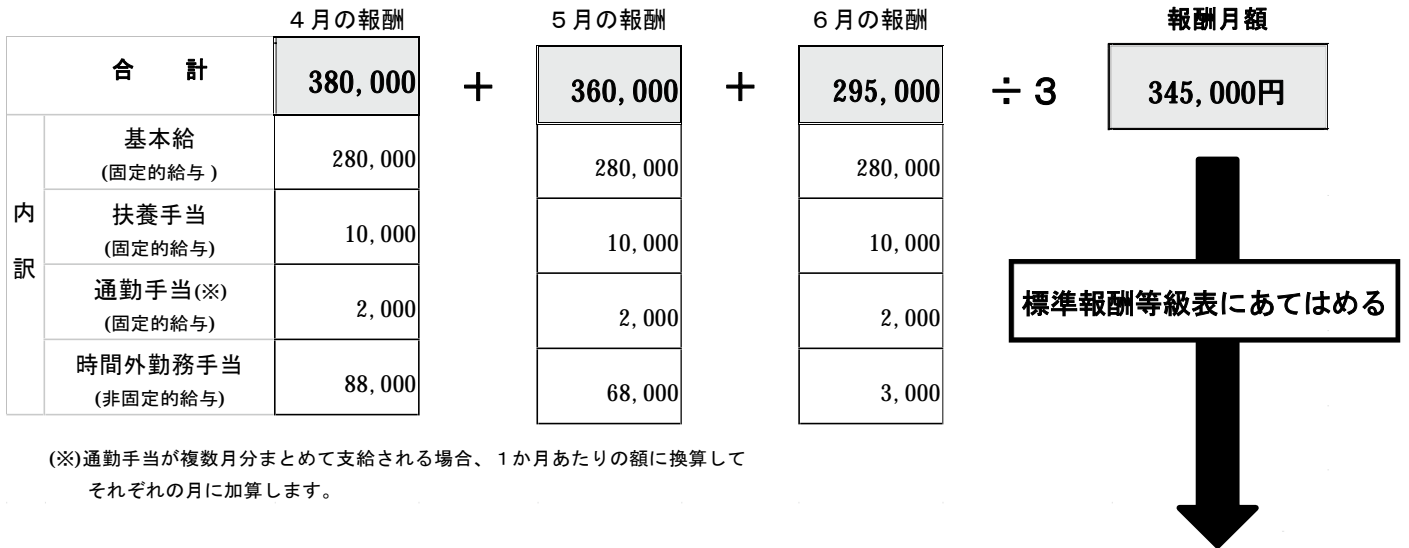 ４月の報酬 ５月の報酬 ６月の報酬 報酬月額
合　計 380,000 ＋ 360,000 ＋ 295,000 ÷３ 345,000円
内訳
基本給 280,000 280,000 280,000
(固定的給与 )
扶養手当 10,000 10,000 10,000
(固定的給与)
通勤手当(※) 2,000 2,000 2,000
(固定的給与)
時間外勤務手当 88,000 68,000 3,000
(非固定的給与)
標準報酬等級表にあてはめる
(※)通勤手当が複数月分まとめて支給される場合、１か月あたりの額に換算して
それぞれの月に加算します。